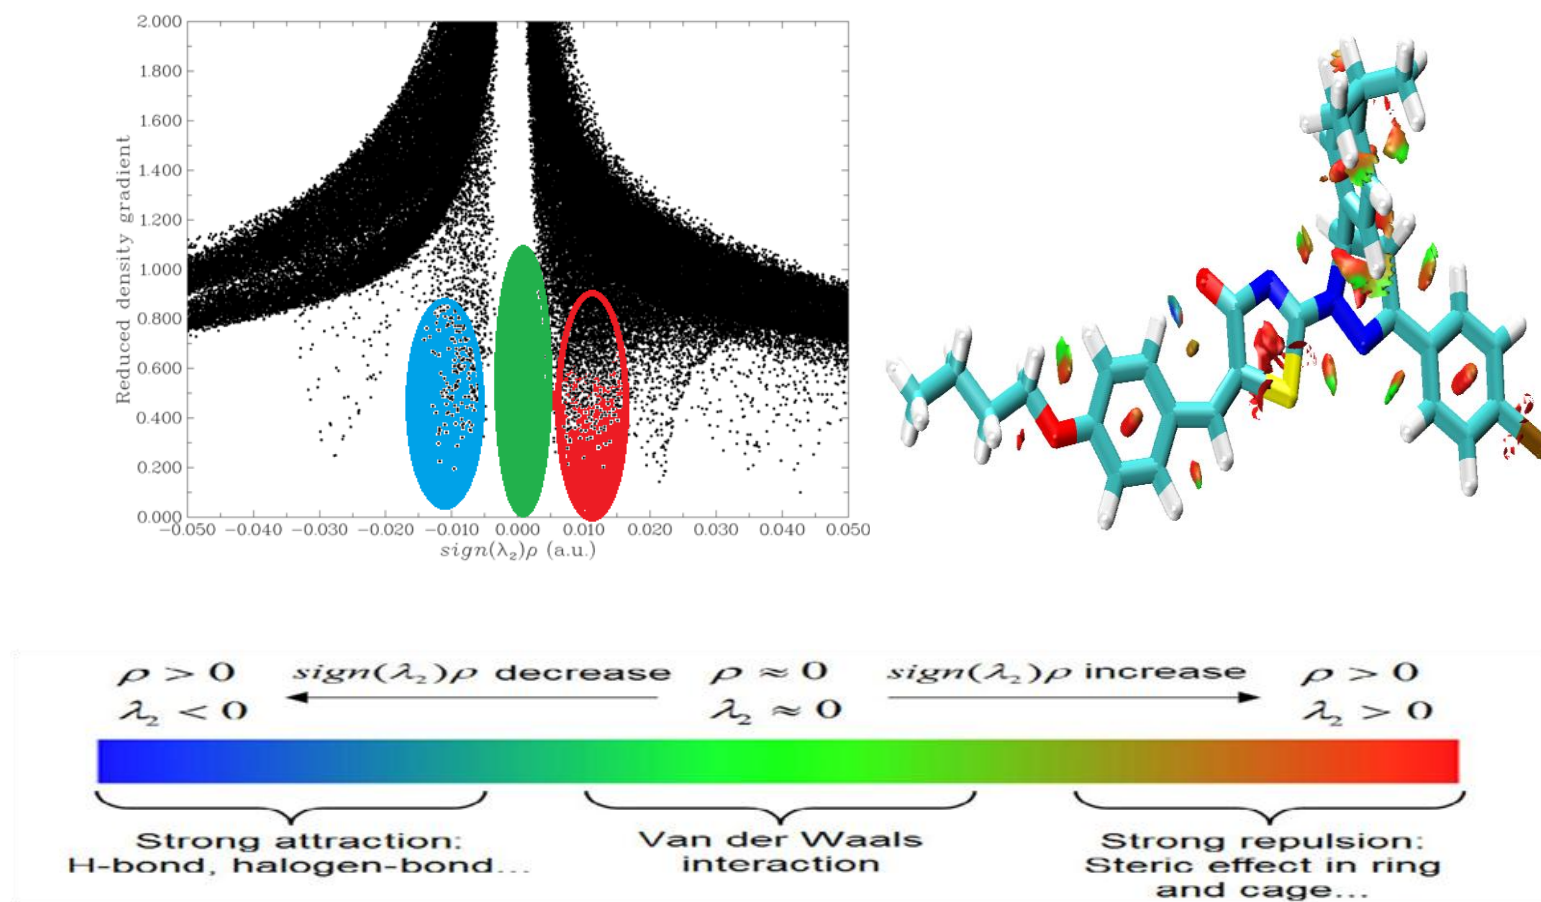 2.000
1.800
1.600
1.400
1.200
1.000
0.800
0.600
0.400
0.200
0.000
Reduced density gradient
−0.050 −0.040 −0.030 −0.020 −0.010 0.000 0.010 0.020 0.030 0.040 0.050
sign(λ₂)ρ (a.u.)
ρ > 0 sign(λ₂)ρ decrease ρ ≈ 0 sign(λ₂)ρ increase ρ > 0
λ₂ < 0 λ₂ ≈ 0 λ₂ > 0
Strong attraction:
H-bond, halogen-bond...
Van der Waals
interaction
Strong repulsion:
Steric effect in ring
and cage...